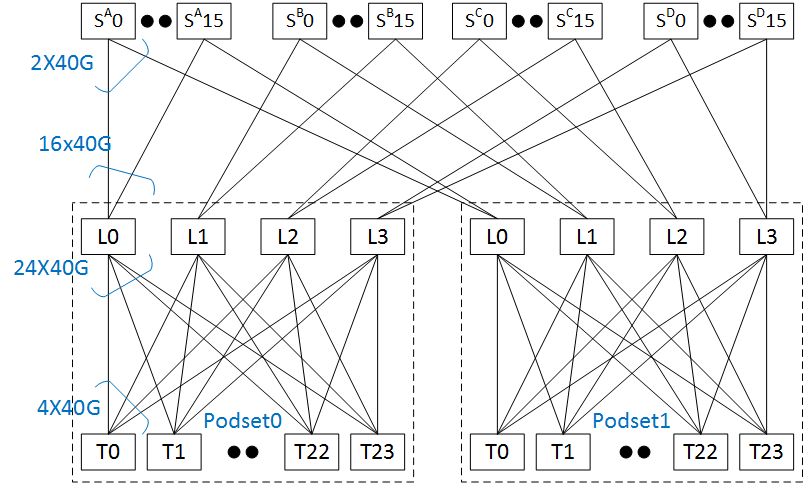 S^A0 ●● S^A15 S^B0 ●● S^B15 S^C0 ●● S^C15 S^D0 ●● S^D15
2X40G
16x40G
L0 L1 L2 L3 L0 L1 L2 L3
24X40G
4X40G
Podset0 Podset1
T0 T1 ●● T22 T23 T0 T1 ●● T22 T23